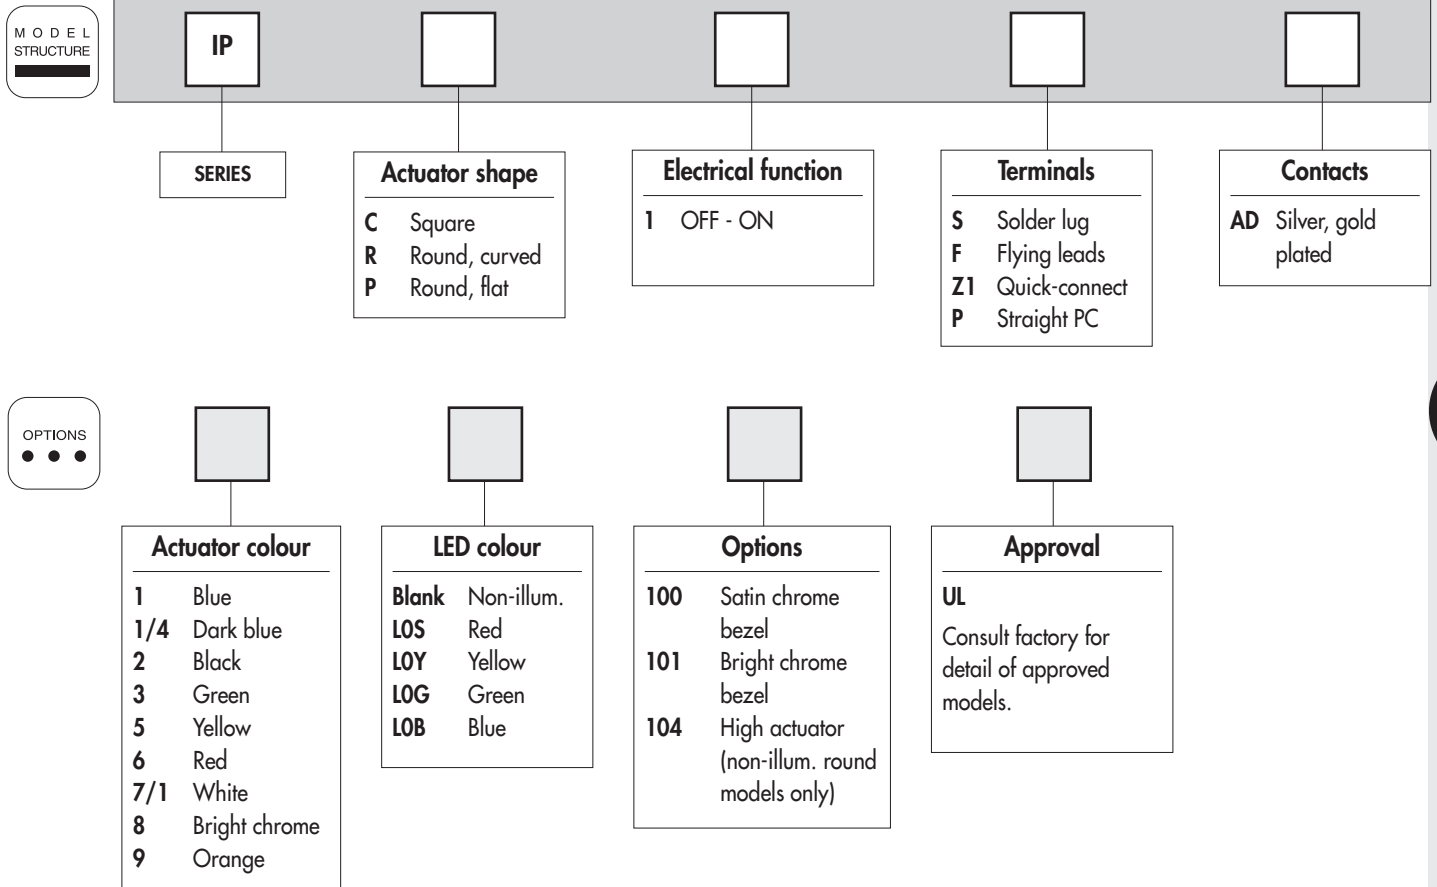 MODEL
STRUCTURE
IP
SERIES
Actuator shape
C Square
R Round, curved
P Round, flat
Electrical function
1 OFF - ON
Terminals
S Solder lug
F Flying leads
Z1 Quick-connect
P Straight PC
Contacts
AD Silver, gold
plated
OPTIONS
Actuator colour
1 Blue
1/4 Dark blue
2 Black
3 Green
5 Yellow
6 Red
7/1 White
8 Bright chrome
9 Orange
LED colour
Blank Non-illum.
L0S Red
L0Y Yellow
L0G Green
L0B Blue
Options
100 Satin chrome
bezel
101 Bright chrome
bezel
104 High actuator
(non-illum. round
models only)
Approval
UL
Consult factory for
detail of approved
models.